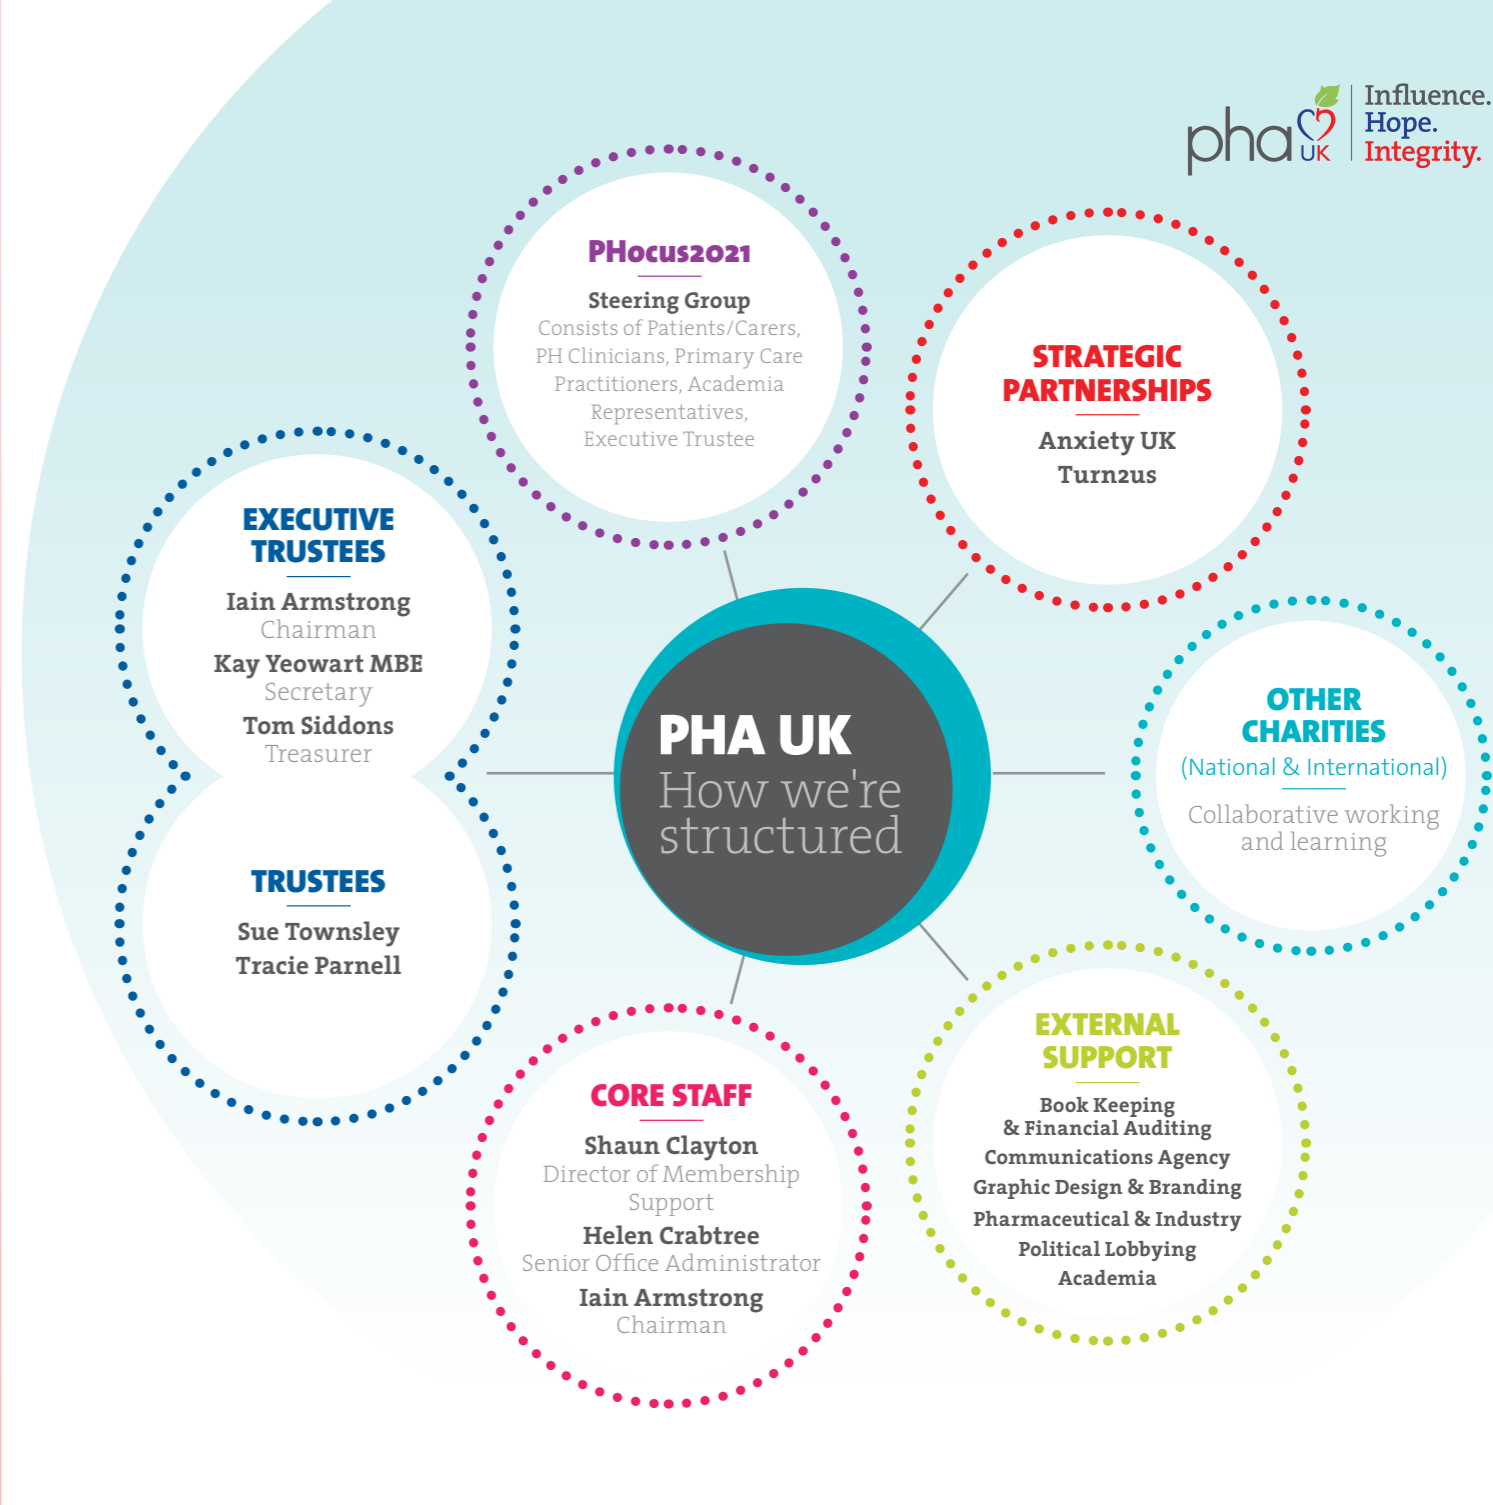 pha
UK
Influence.
Hope.
Integrity.
PHocus2021
Steering Group
Consists of Patients/Carers,
PH Clinicians, Primary Care
Practitioners, Academia
Representatives,
Executive Trustee
STRATEGIC
PARTNERSHIPS
Anxiety UK
Turn2us
EXECUTIVE
TRUSTEES
Iain Armstrong
Chairman
Kay Yeowart MBE
Secretary
Tom Siddons
Treasurer
TRUSTEES
Sue Townsley
Tracie Parnell
PHA UK
How we're
structured
OTHER
CHARITIES
(National & International)
Collaborative working
and learning
CORE STAFF
Shaun Clayton
Director of Membership
Support
Helen Crabtree
Senior Office Administrator
Iain Armstrong
Chairman
EXTERNAL
SUPPORT
Book Keeping
& Financial Auditing
Communications Agency
Graphic Design & Branding
Pharmaceutical & Industry
Political Lobbying
Academia